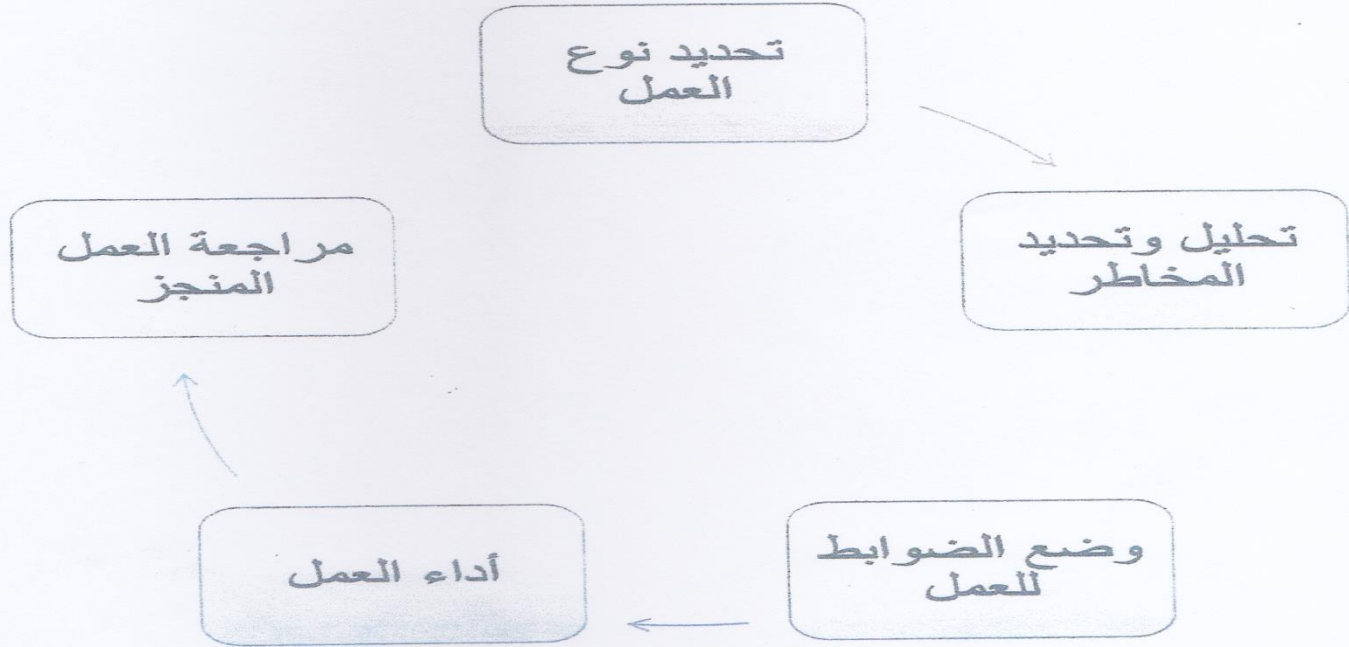 تحديد نوع
العمل
تحليل وتحديد
المخاطر
وضع الضوابط
للعمل
أداء العمل
مراجعة العمل
المنجز